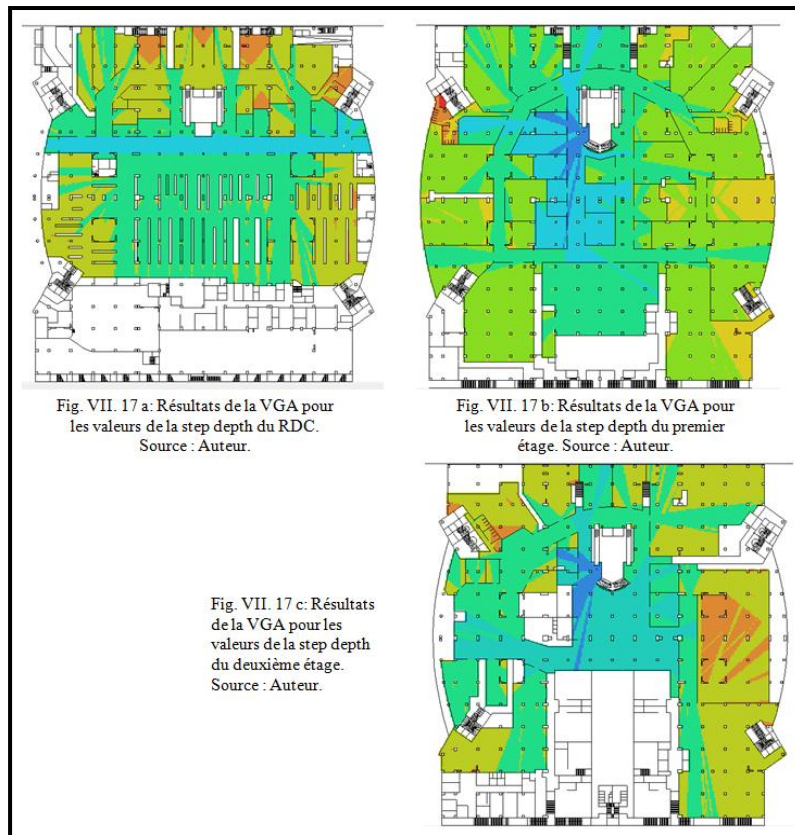 Fig. VII. 17 a: Résultats de la VGA pour
les valeurs de la step depth du RDC.
Source : Auteur.
Fig. VII. 17 b: Résultats de la VGA pour
les valeurs de la step depth du premier
étage. Source : Auteur.
Fig. VII. 17 c: Résultats
de la VGA pour les
valeurs de la step depth
du deuxième étage.
Source : Auteur.